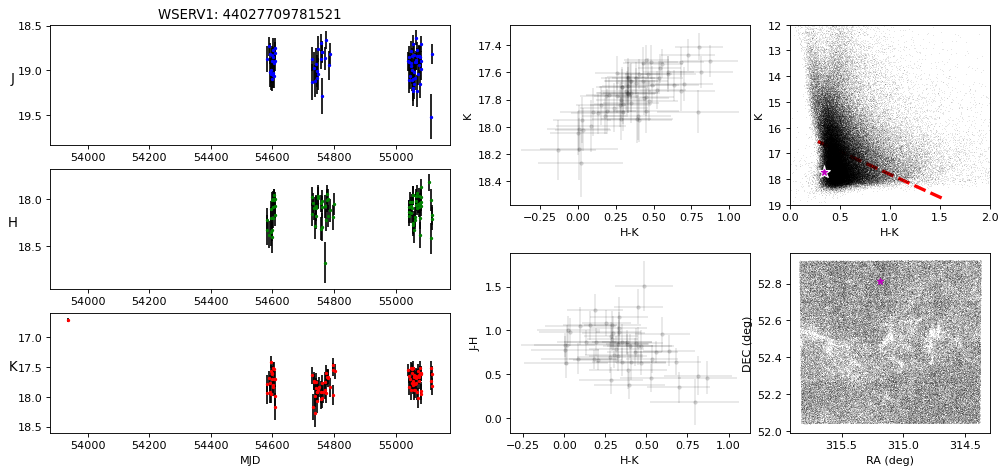 WSERV1: 44027709781521
J
18.5
19.0
19.5
54000 54200 54400 54600 54800 55000
H
18.0
18.5
54000 54200 54400 54600 54800 55000
K
17.0
17.5
18.0
18.5
54000 54200 54400 54600 54800 55000
MJD
K
17.4
17.6
17.8
18.0
18.2
18.4
−0.25 0.00 0.25 0.50 0.75 1.00
H-K
K
12
13
14
15
16
17
18
19
0.0 0.5 1.0 1.5 2.0
H-K
J-H
1.5
1.0
0.5
0.0
−0.25 0.00 0.25 0.50 0.75 1.00
H-K
DEC (deg)
52.8
52.6
52.4
52.2
52.0
315.5 315.0 314.5
RA (deg)